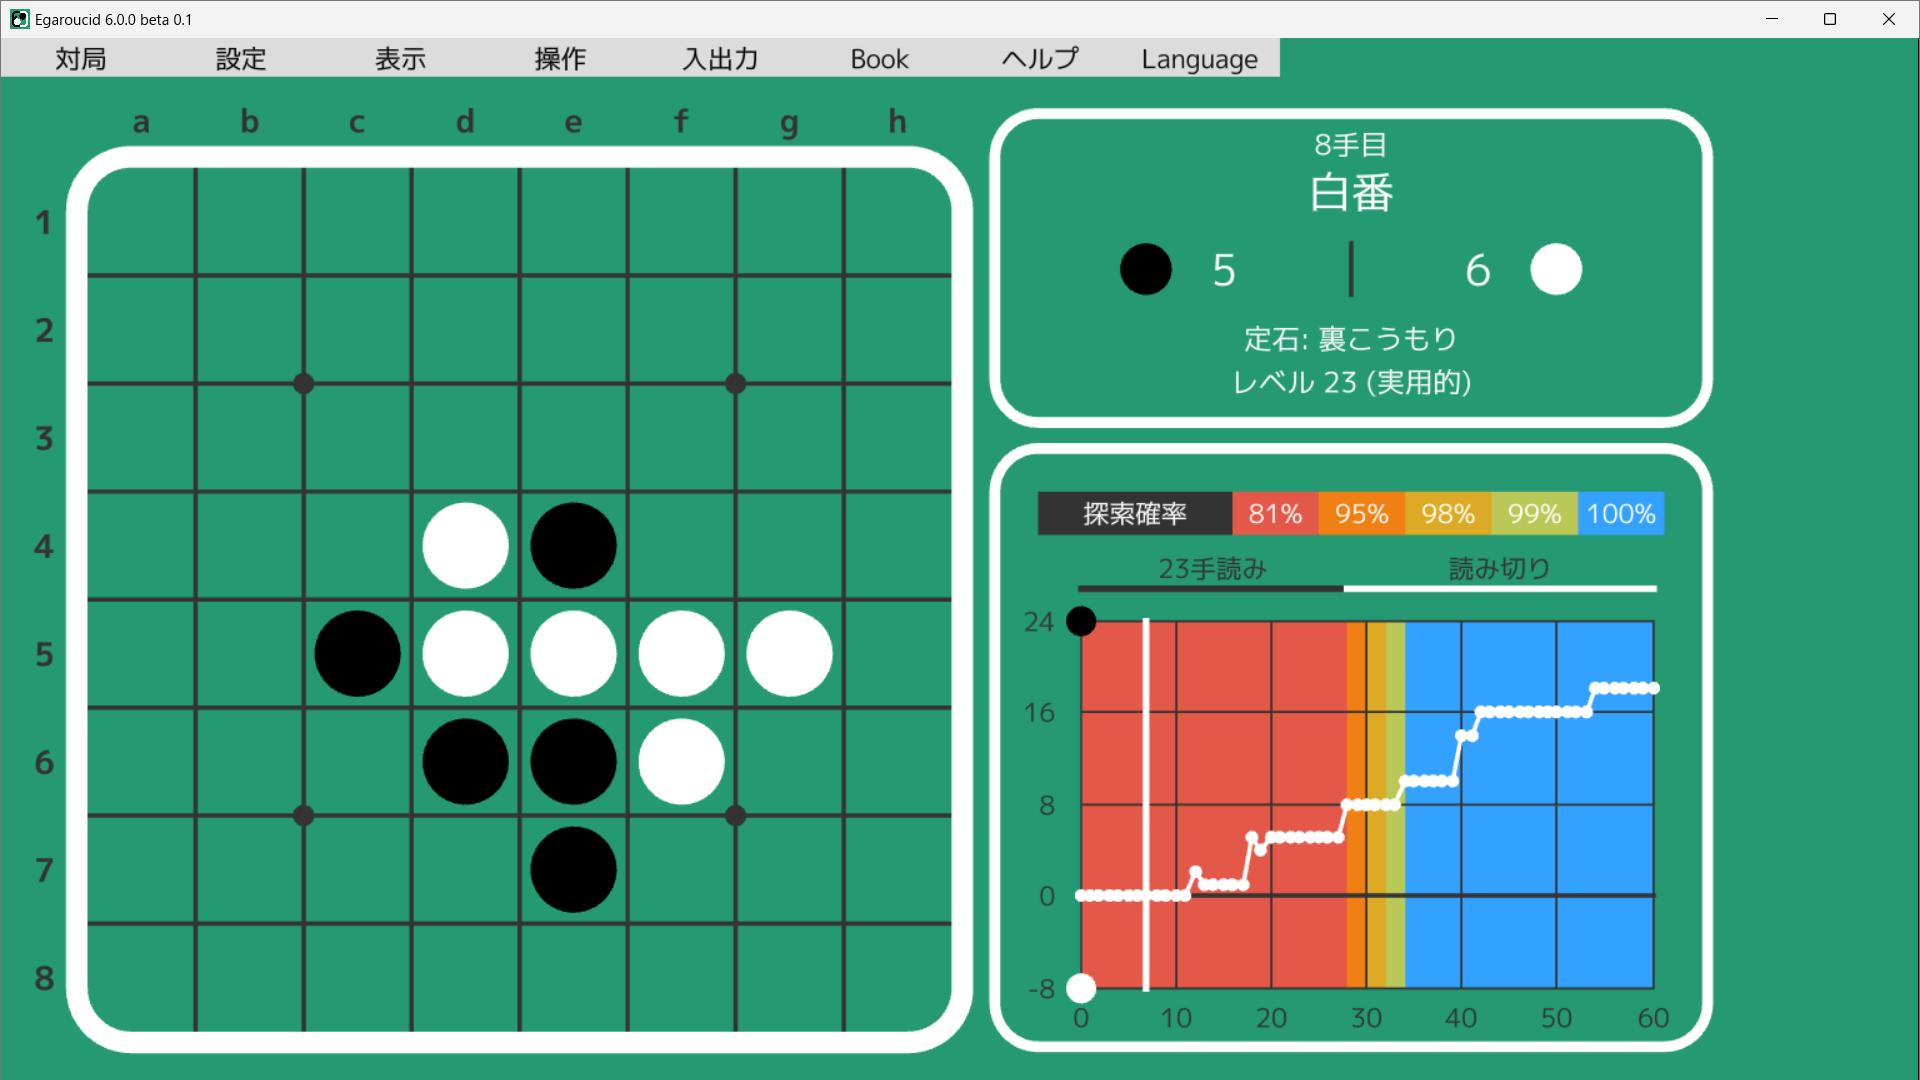 Egaroucid 6.0.0 beta 0.1
対局 設定 表示 操作 入出力 Book ヘルプ Language
a b c d e f g h
1
2
3
4
5
6
7
8
8手目
白番
5 6
定石: 裏こうもり
レベル 23 (実用的)
探索確率 81% 95% 98% 99% 100%
23手読み 読み切り
24
16
8
0
-8
0 10 20 30 40 50 60